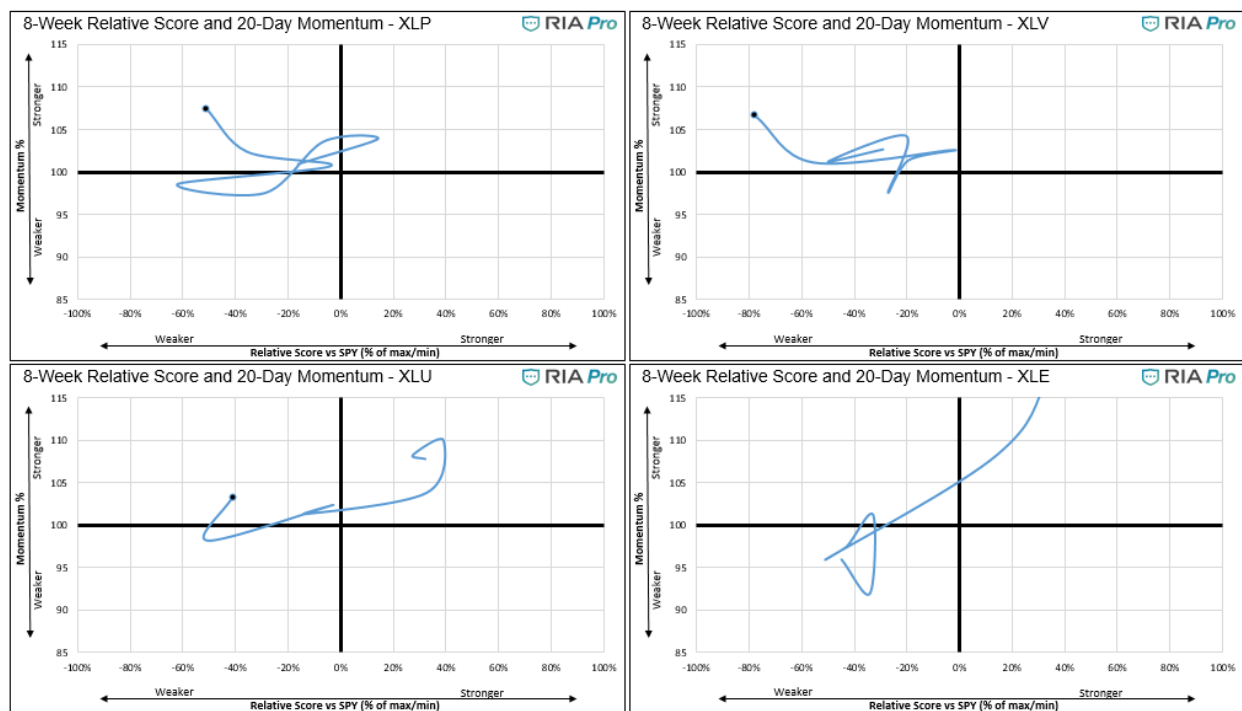 8-Week Relative Score and 20-Day Momentum - XLP RIA Pro
115
Stronger
110
105
Momentum %
100
95
Weaker
90
85
-100% -80% -60% -40% -20% 0% 20% 40% 60% 80% 100%
Weaker Stronger
Relative Score vs SPY (% of max/min)
8-Week Relative Score and 20-Day Momentum - XLV RIA Pro
115
Stronger
110
105
Momentum %
100
95
Weaker
90
85
-100% -80% -60% -40% -20% 0% 20% 40% 60% 80% 100%
Weaker Stronger
Relative Score vs SPY (% of max/min)
8-Week Relative Score and 20-Day Momentum - XLU RIA Pro
115
Stronger
110
105
Momentum %
100
95
Weaker
90
85
-100% -80% -60% -40% -20% 0% 20% 40% 60% 80% 100%
Weaker Stronger
Relative Score vs SPY (% of max/min)
8-Week Relative Score and 20-Day Momentum - XLE RIA Pro
115
Stronger
110
105
Momentum %
100
95
Weaker
90
85
-100% -80% -60% -40% -20% 0% 20% 40% 60% 80% 100%
Weaker Stronger
Relative Score vs SPY (% of max/min)